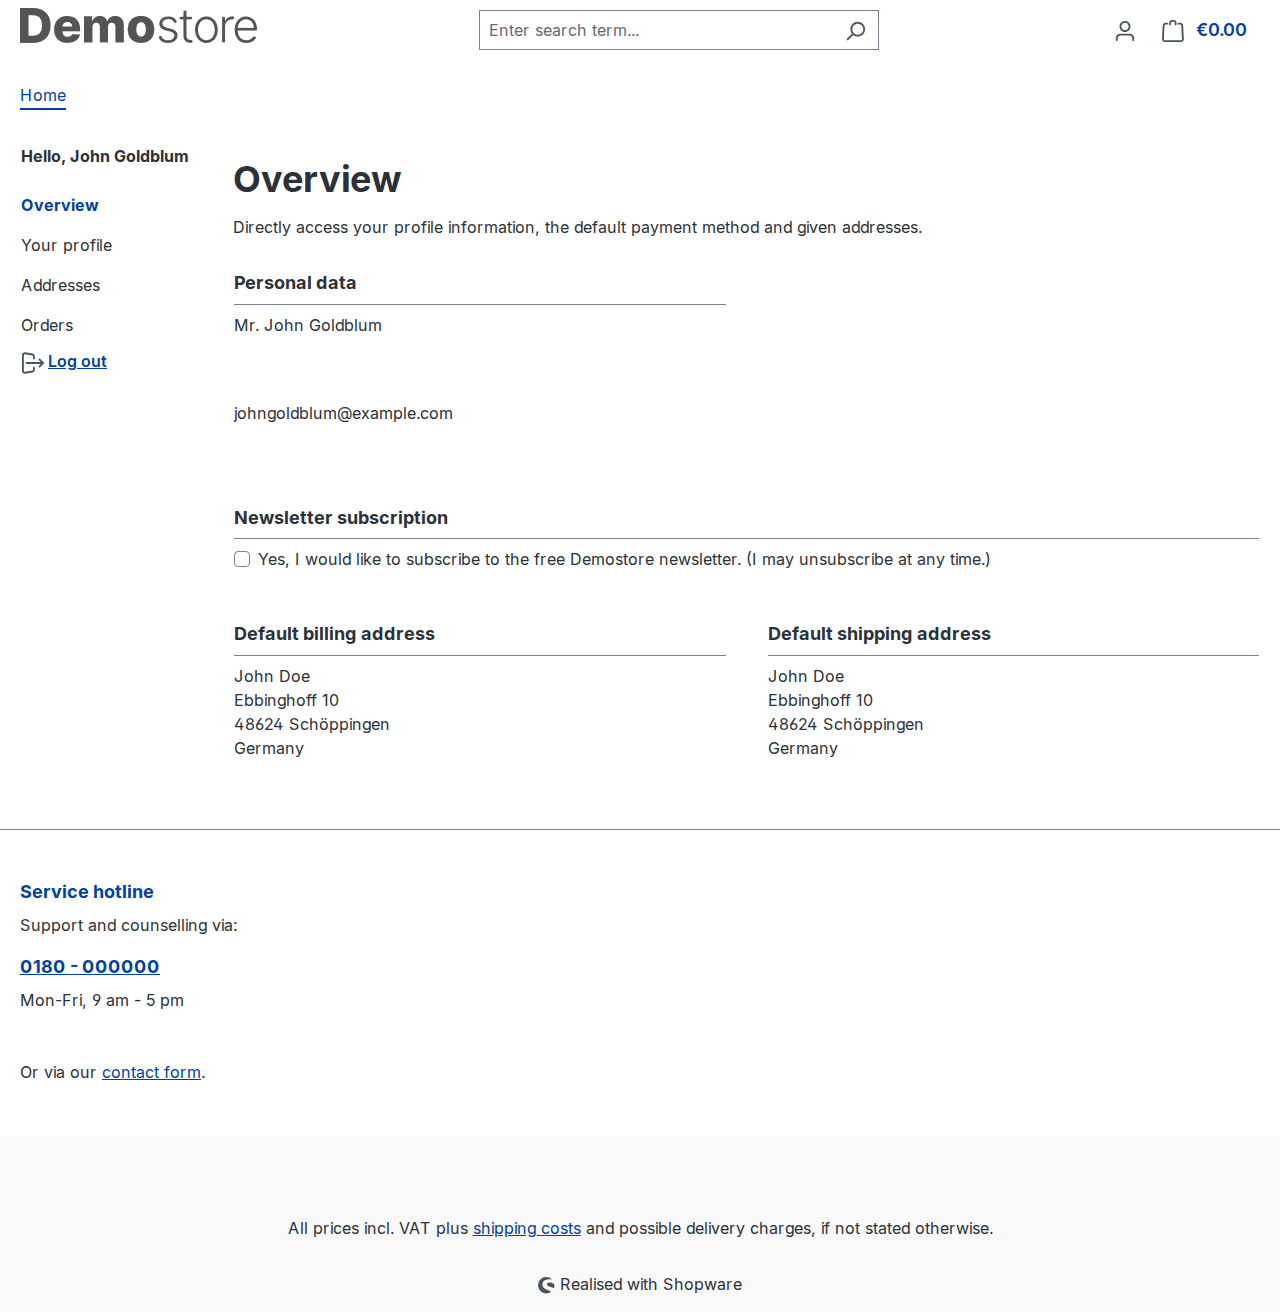 Demostore
Enter search term...
€0.00
Home
Hello, John Goldblum
Overview
Your profile
Addresses
Orders
Log out
Overview
Directly access your profile information, the default payment method and given addresses.
Personal data
Mr. John Goldblum
johngoldblum@example.com
Newsletter subscription
Yes, I would like to subscribe to the free Demostore newsletter. (I may unsubscribe at any time.)
Default billing address
John Doe
Ebbinghoff 10
48624 Schöppingen
Germany
Default shipping address
John Doe
Ebbinghoff 10
48624 Schöppingen
Germany
Service hotline
Support and counselling via:
0180 - 000000
Mon-Fri, 9 am - 5 pm
Or via our contact form.
All prices incl. VAT plus shipping costs and possible delivery charges, if not stated otherwise.
Realised with Shopware